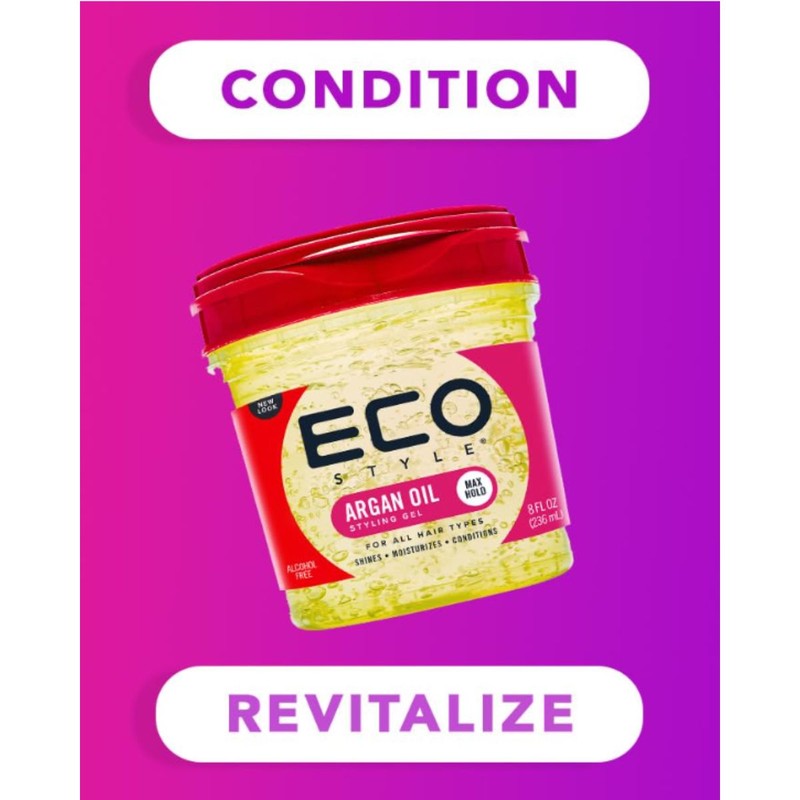 CONDITION
NEW
LOOK
ECO
STYLE®
ARGAN OIL
STYLING GEL
MAX
HOLD
FOR ALL HAIR TYPES
SHINES • MOISTURIZES • CONDITIONS
8 FL OZ
(236 mL)
ALCOHOL
FREE
REVITALIZE